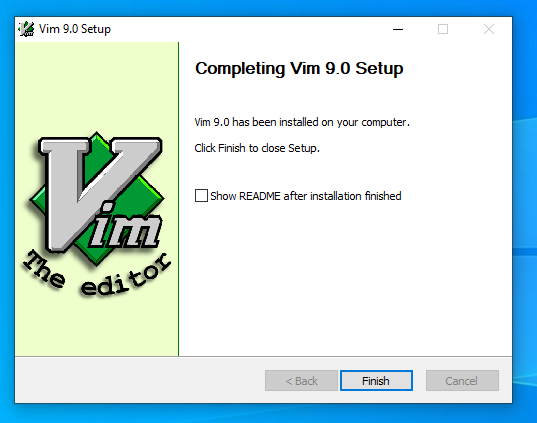 Vim 9.0 Setup
Completing Vim 9.0 Setup
Vim 9.0 has been installed on your computer.
Click Finish to close Setup.
Show README after installation finished
Vim
The editor
< Back
Finish
Cancel